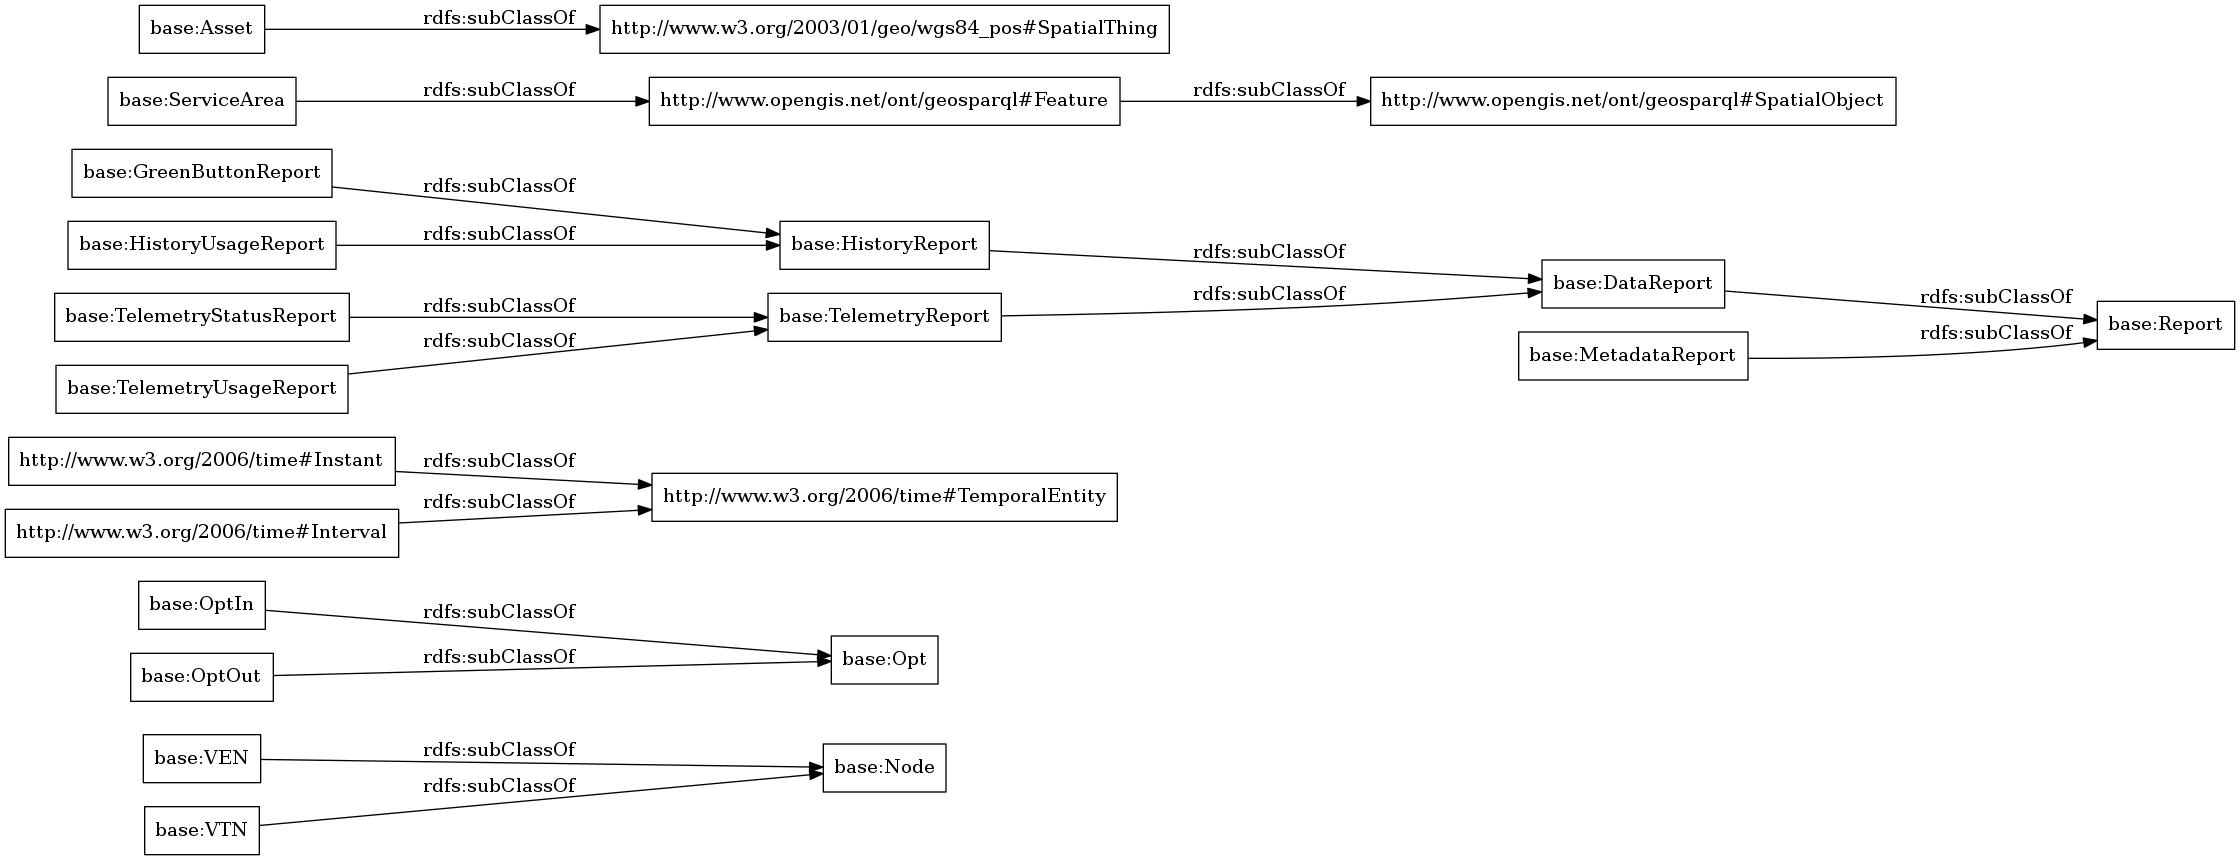 base:Asset
rdfs:subClassOf
http://www.w3.org/2003/01/geo/wgs84_pos#SpatialThing
base:ServiceArea
rdfs:subClassOf
http://www.opengis.net/ont/geosparql#Feature
rdfs:subClassOf
http://www.opengis.net/ont/geosparql#SpatialObject
base:GreenButtonReport
rdfs:subClassOf
base:HistoryUsageReport
rdfs:subClassOf
base:HistoryReport
rdfs:subClassOf
base:TelemetryStatusReport
rdfs:subClassOf
base:TelemetryReport
rdfs:subClassOf
base:DataReport
rdfs:subClassOf
base:TelemetryUsageReport
rdfs:subClassOf
base:MetadataReport
rdfs:subClassOf
base:Report
http://www.w3.org/2006/time#Instant
rdfs:subClassOf
http://www.w3.org/2006/time#Interval
rdfs:subClassOf
http://www.w3.org/2006/time#TemporalEntity
base:OptIn
rdfs:subClassOf
base:OptOut
rdfs:subClassOf
base:Opt
base:VEN
rdfs:subClassOf
base:VTN
rdfs:subClassOf
base:Node